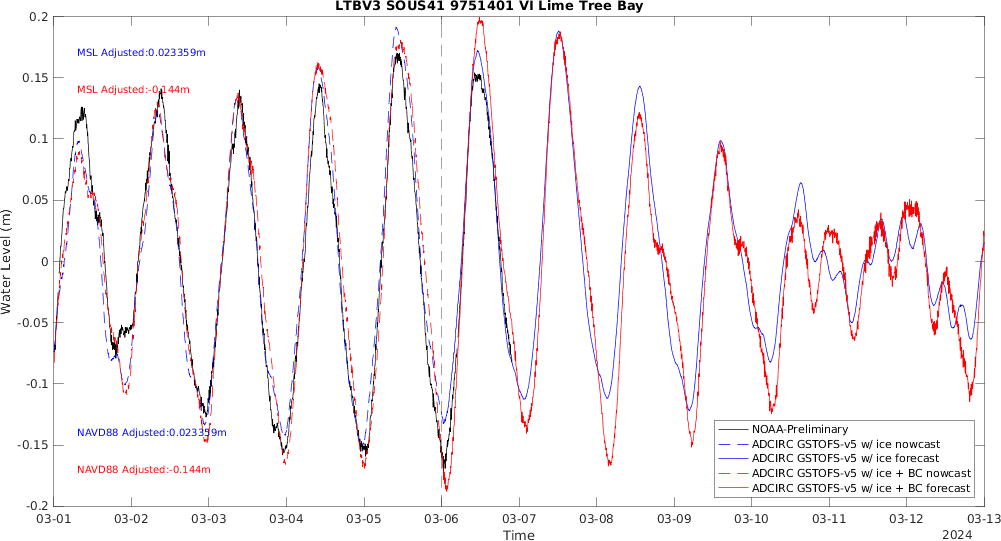 LTBV3 SOUS41 9751401 VI Lime Tree Bay
0.2
MSL Adjusted:0.023359m
0.15
MSL Adjusted:-0.144m
0.1
0.05
Water Level (m)
0
-0.05
-0.1
NAVD88 Adjusted:0.023359m
NOAA-Preliminary
-0.15
ADCIRC GSTOFS-v5 w/ ice nowcast
ADCIRC GSTOFS-v5 w/ ice forecast
NAVD88 Adjusted:-0.144m
ADCIRC GSTOFS-v5 w/ ice + BC nowcast
ADCIRC GSTOFS-v5 w/ ice + BC forecast
-0.2
03-01 03-02 03-03 03-04 03-05 03-06 03-07 03-08 03-09 03-10 03-11 03-12 03-13
Time
2024